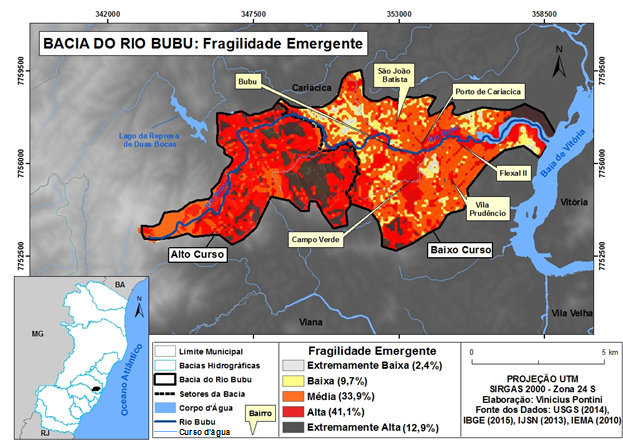 342000
347500
353000
358500
BACIA DO RIO BUBU: Fragilidade Emergente
N
7759500
7756000
7752500
Bubu
Cariacica
São João
Batista
Porto de Cariacica
Lago da Represa
de Duas Bocas
Rio Bubu
Baía de Vitória
Flexal II
Vila
Prudêncio
Vitória
Campo Verde
Alto Curso
Baixo Curso
Viana
Vila Velha
BA
MG
N
Oceano Atlântico
RJ
Limite Municipal
Bacias Hidrográficas
Bacia do Rio Bubu
Setores da Bacia
Corpo d'Água
Rio Bubu
Curso d'água
Bairro
Fragilidade Emergente
Extremamente Baixa (2,4%)
Baixa (9,7%)
Média (33,9%)
Alta (41,1%)
Extremamente Alta (12,9%)
0
5 km
PROJEÇÃO UTM
SIRGAS 2000 - Zona 24 S
Elaboração: Vinícius Pontini
Fonte dos Dados: USGS (2014),
IBGE (2015), IJSN (2013), IEMA (2010)